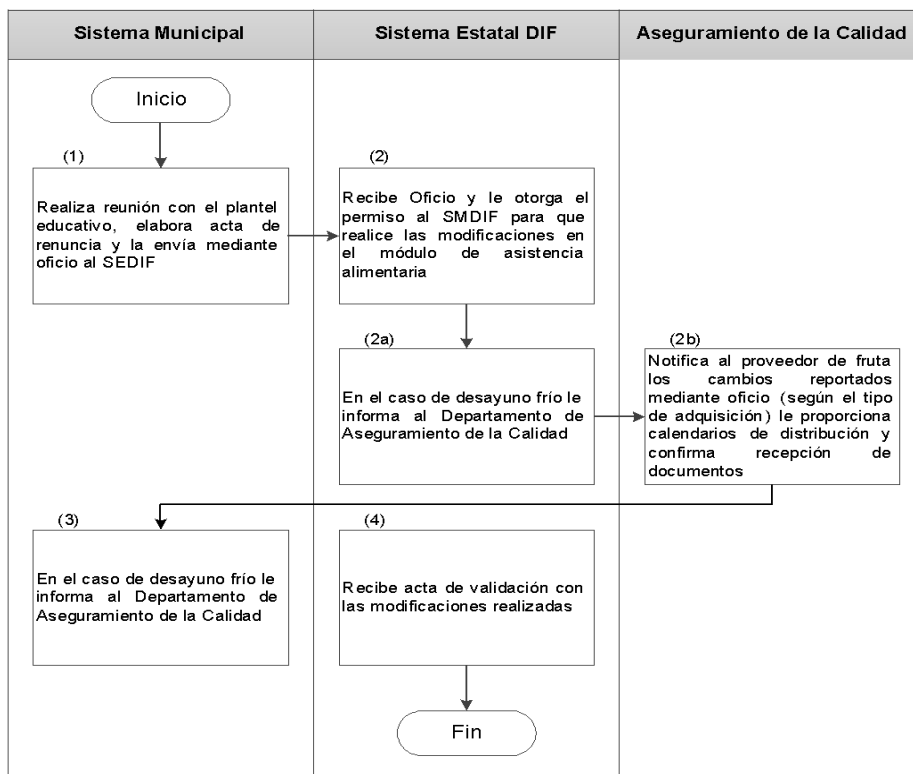 Sistema Municipal
Sistema Estatal DIF
Aseguramiento de la Calidad
Inicio
(1)
Realiza reunión con el plantel
educativo, elabora acta de
renuncia y la envía mediante
oficio al SEDIF
(2)
Recibe Oficio y le otorga el
permiso al SMDIF para que
realice las modificaciones en
el módulo de asistencia
alimentaria
(2a)
En el caso de desayuno frío le
informa al Departamento de
Aseguramiento de la Calidad
(2b)
Notifica al proveedor de fruta
los cambios reportados
mediante oficio (según el tipo
de adquisición) le proporciona
calendarios de distribución y
confirma recepción de
documentos
(3)
En el caso de desayuno frío le
informa al Departamento de
Aseguramiento de la Calidad
(4)
Recibe acta de validación con
las modificaciones realizadas
Fin